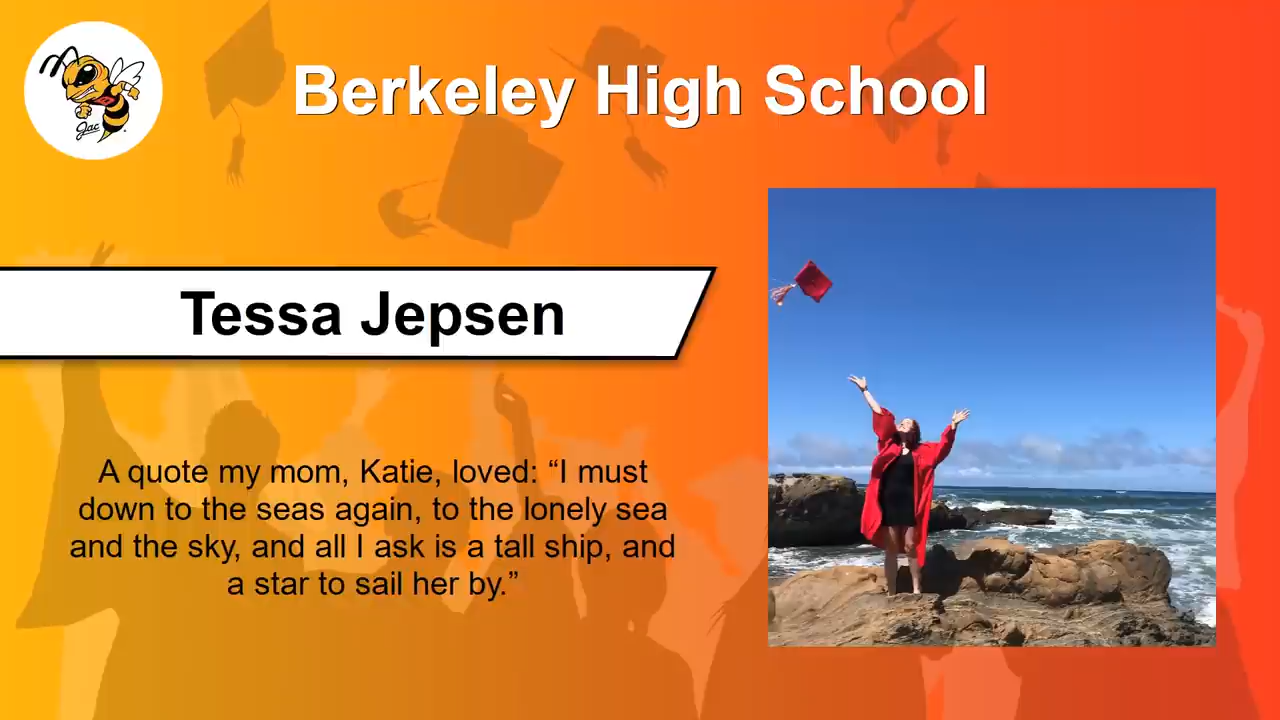 Berkeley High School
Jac
Tessa Jepsen
A quote my mom, Katie, loved: “I must
down to the seas again, to the lonely sea
and the sky, and all I ask is a tall ship, and
a star to sail her by.”